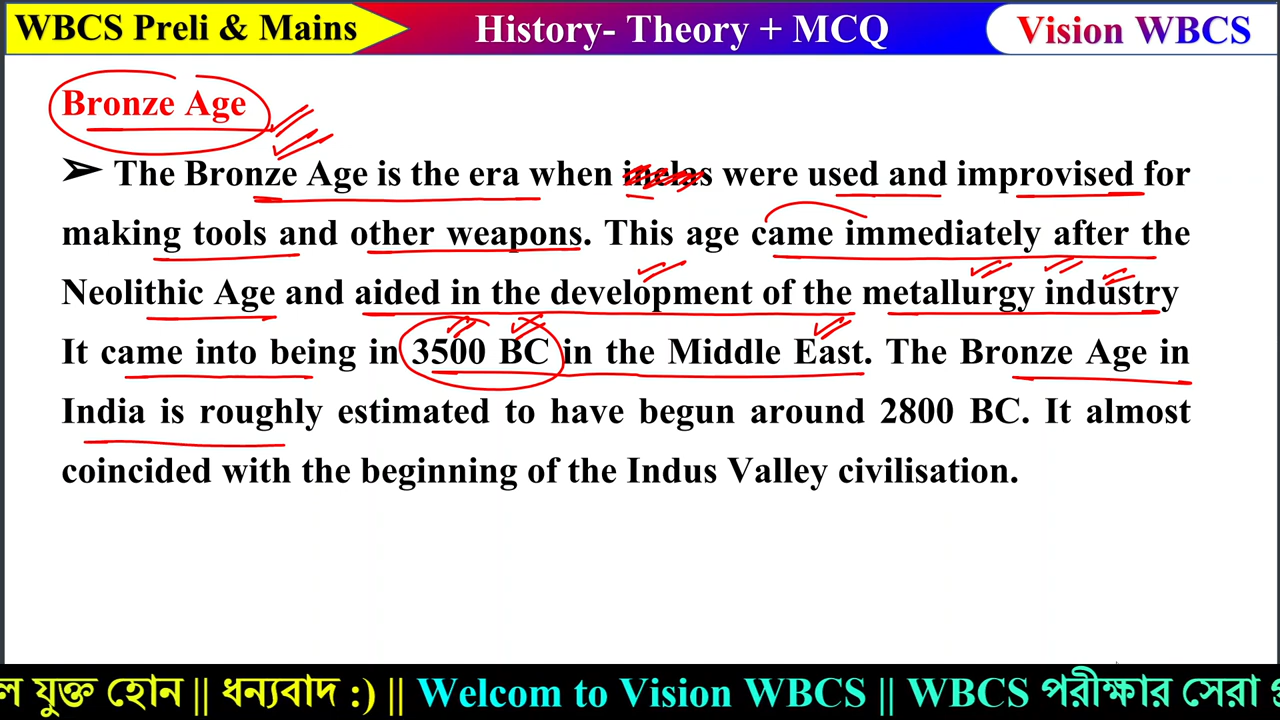 WBCS Preli & Mains
History- Theory + MCQ
Vision WBCS
Bronze Age
➢ The Bronze Age is the era when were used and improvised for
making tools and other weapons. This age came immediately after the
Neolithic Age and aided in the development of the metallurgy industry
It came into being in 3500 BC in the Middle East. The Bronze Age in
India is roughly estimated to have begun around 2800 BC. It almost
coincided with the beginning of the Indus Valley civilisation.
যুক্ত হোন || ধন্যবাদ :) || Welcom to Vision WBCS || WBCS পরীক্ষার সেরা